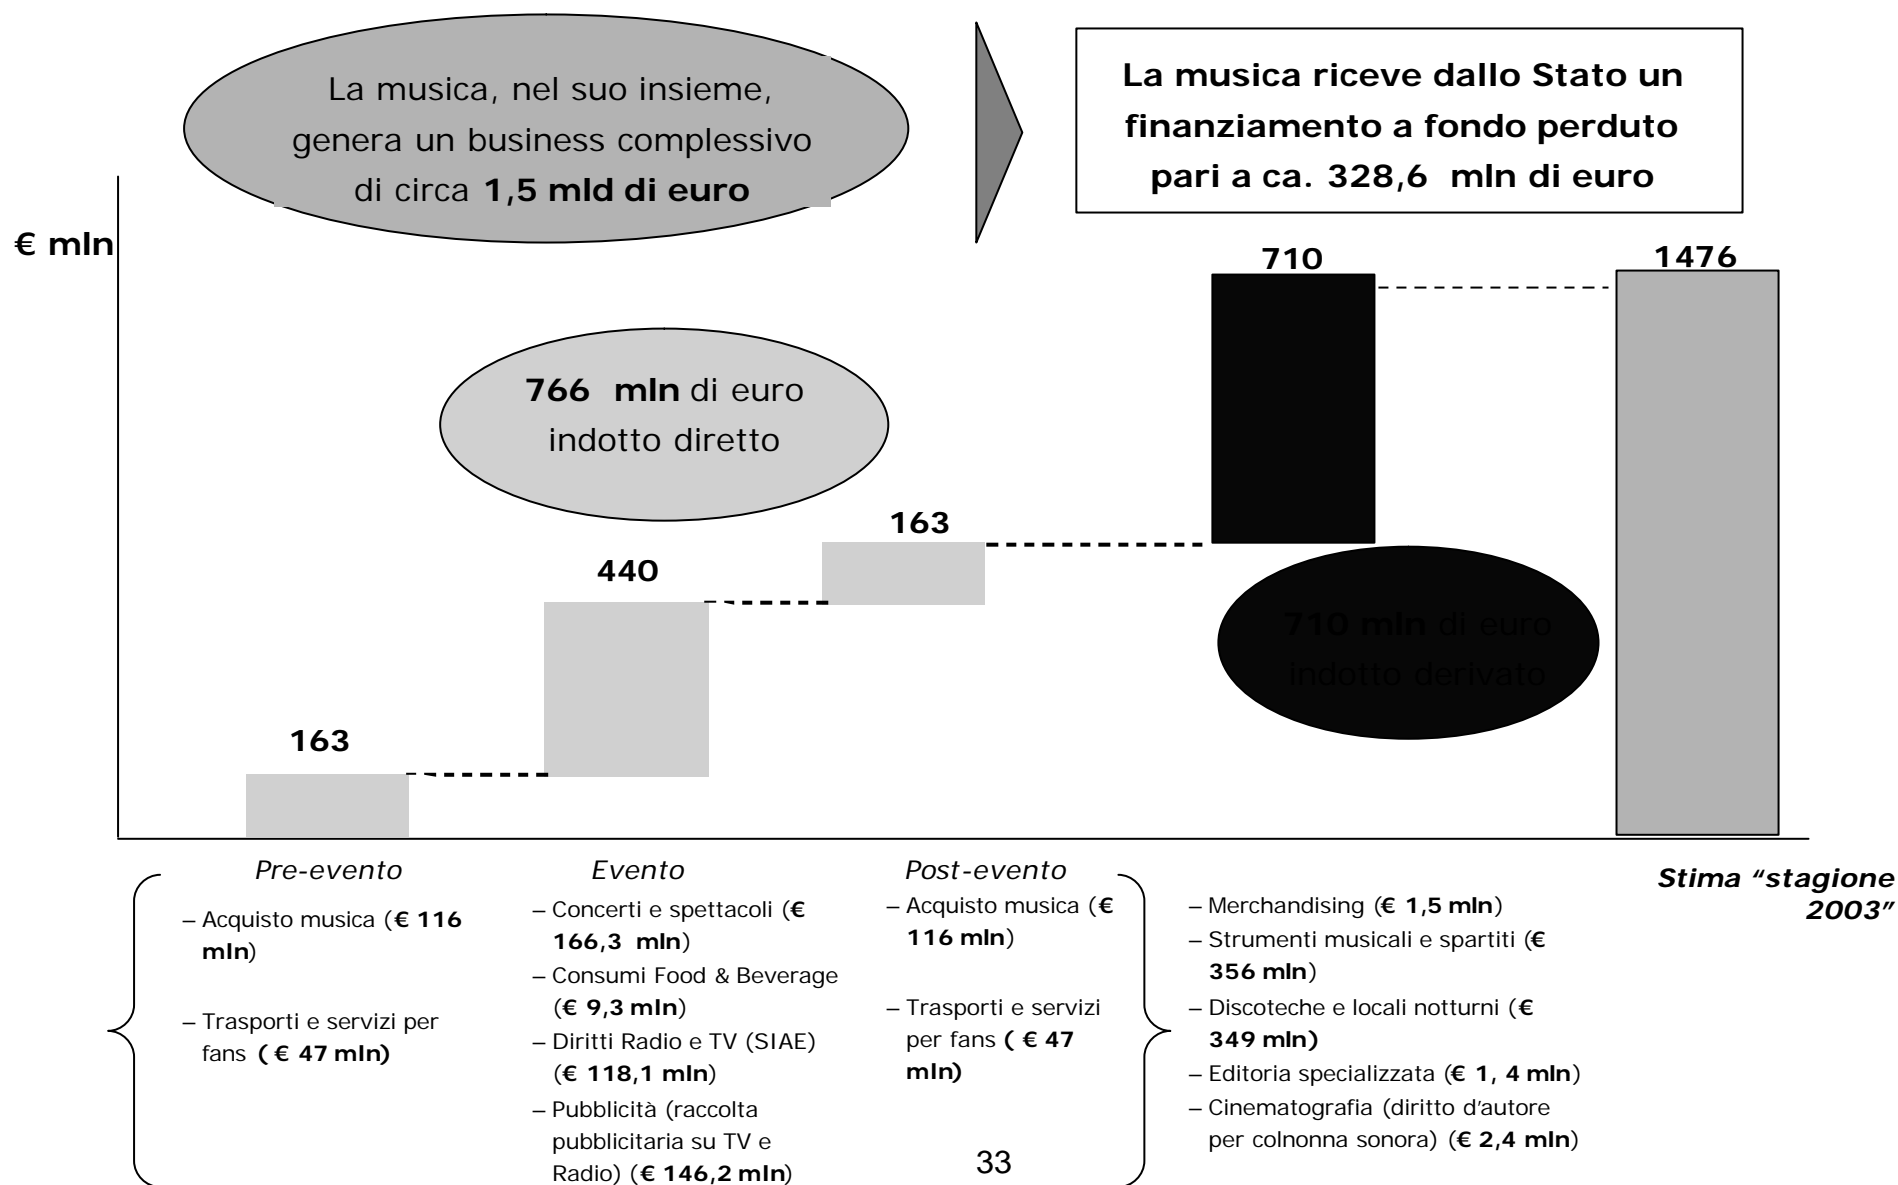 La musica, nel suo insieme,
genera un business complessivo
di circa 1,5 mld di euro
La musica riceve dallo Stato un
finanziamento a fondo perduto
pari a ca. 328,6 mln di euro
€ mln
710
1476
766 mln di euro
indotto diretto
163
440
710 mln di euro
indotto derivato
163
Pre-evento
– Acquisto musica (€ 116
mln)
– Trasporti e servizi per
fans ( € 47 mln)
Evento
– Concerti e spettacoli (€
166,3 mln)
– Consumi Food & Beverage
(€ 9,3 mln)
– Diritti Radio e TV (SIAE)
(€ 118,1 mln)
– Pubblicità (raccolta
pubblicitaria su TV e
Radio) (€ 146,2 mln)
Post-evento
– Acquisto musica (€
116 mln)
– Trasporti e servizi
per fans ( € 47
mln)
– Merchandising (€ 1,5 mln)
– Strumenti musicali e spartiti (€
356 mln)
– Discoteche e locali notturni (€
349 mln)
– Editoria specializzata (€ 1, 4 mln)
– Cinematografia (diritto d'autore
per colnonna sonora) (€ 2,4 mln)
Stima “stagione
2003”
33